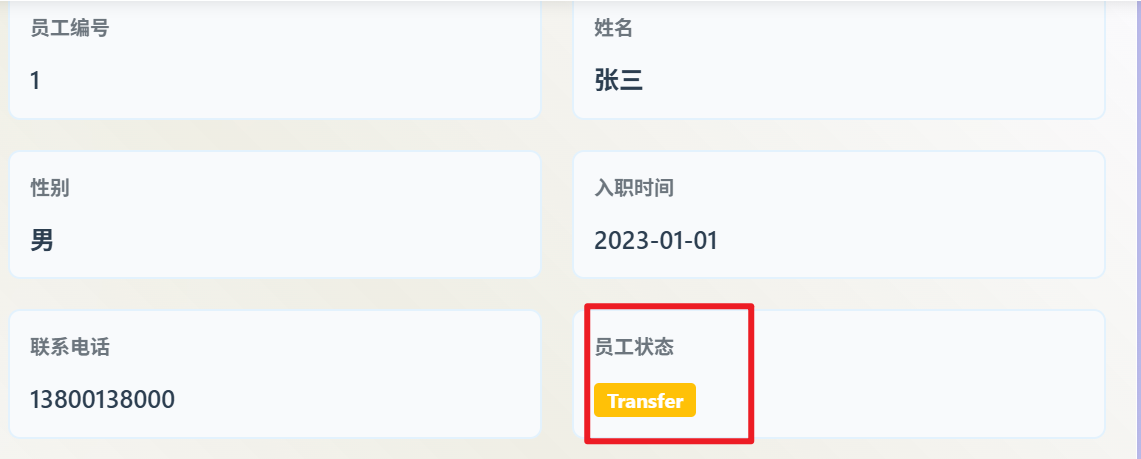 员工编号
1
姓名
张三
性别
男
入职时间
2023-01-01
联系电话
13800138000
员工状态
Transfer